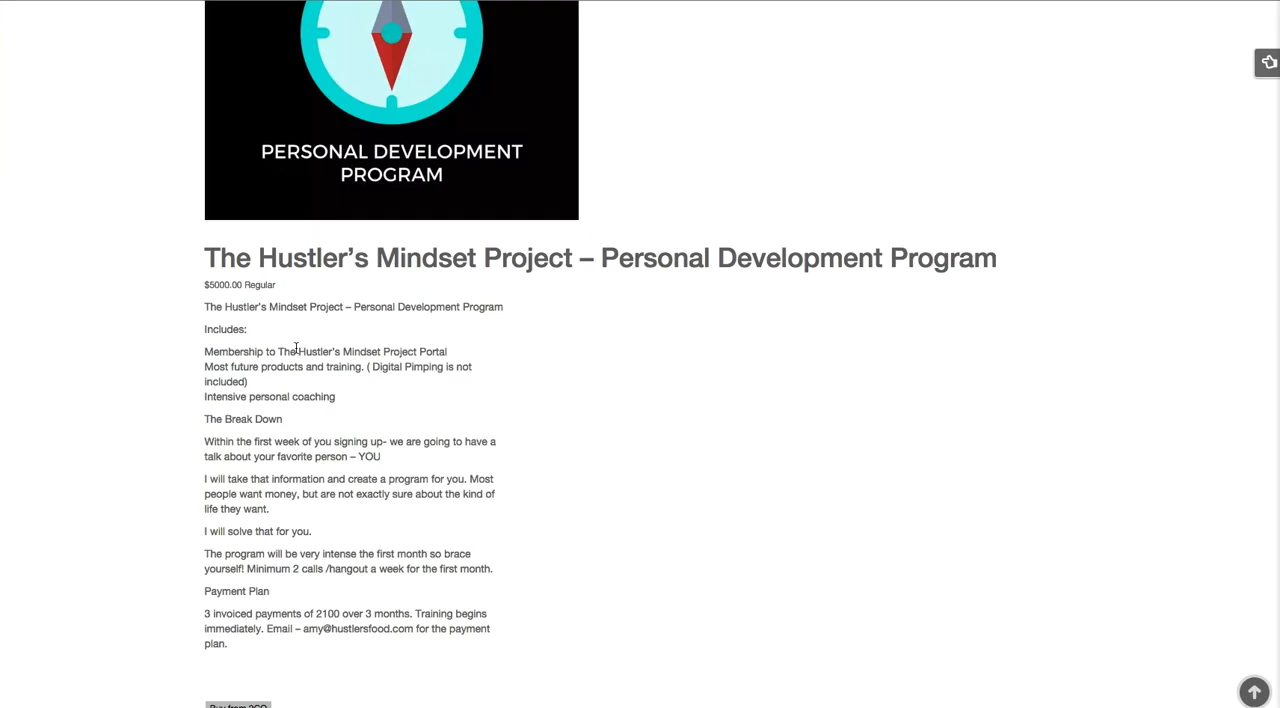 PERSONAL DEVELOPMENT
PROGRAM
The Hustler's Mindset Project – Personal Development Program
$5000.00 Regular
The Hustler's Mindset Project – Personal Development Program
Includes:
Membership to The Hustler's Mindset Project Portal
Most future products and training. ( Digital Pimping is not
included)
Intensive personal coaching
The Break Down
Within the first week of you signing up- we are going to have a
talk about your favorite person – YOU
I will take that information and create a program for you. Most
people want money, but are not exactly sure about the kind of
life they want.
I will solve that for you.
The program will be very intense the first month so brace
yourself! Minimum 2 calls /hangout a week for the first month.
Payment Plan
3 invoiced payments of 2100 over 3 months. Training begins
immediately. Email – amy@hustlersfood.com for the payment
plan.
Buy from 2CO